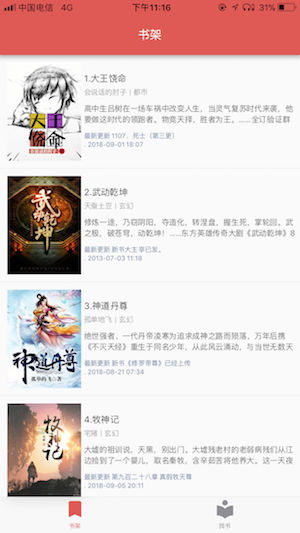 中国电信 4G 下午11:16 31%
书架
1.大王饶命
会说话的肘子 | 都市
高中生吕树在一场车祸中改变人生，当灵气复苏时代来袭，他
要做这时代的领跑者。物竞天择，胜者为王。……全订验证群
最新更新 1107、死士（第三更）
. 2018-09-01 18:07
大王
饶命
2.武动乾坤
天蚕土豆 | 玄幻
修炼一途，乃窃阴阳，夺造化，转涅盘，握生死，掌轮回。武
之极，破苍穹，动乾坤！……东方英雄传奇大剧《武动乾坤》8
最新更新 新书大主宰已发。
. 2013-07-03 11:18
武动乾坤
3.神道丹尊
孤单地飞 | 玄幻
绝世强者、一代丹帝凌寒为追求成神之路而陨落，万年后携
《不灭天经》重生于同名少年，从此风云涌动，与当世无数天
最新更新 新书《修罗帝尊》已经上传
. 2018-08-21 07:34
神道丹尊
孤单的飞◎著
4.牧神记
宅猪 | 玄幻
大墟的祖训说，天黑，别出门。大墟残老村的老弱病残们从江
边捡到了一个婴儿，取名秦牧，含辛茹苦将他养大。这一天夜
最新更新 第九百二十八章 真假牧天尊
. 2018-09-05 20:11
牧神记
书架
找书